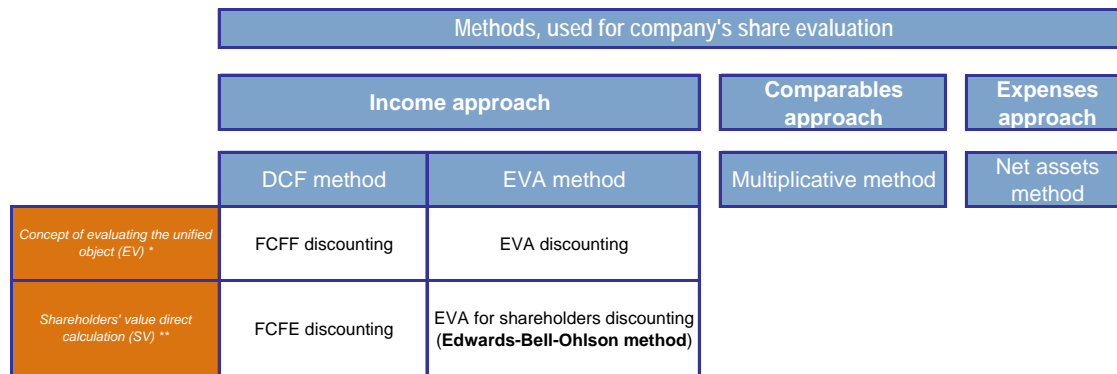 Methods, used for company's share evaluation
Income approach
Comparables
approach
Expenses
approach
DCF method
EVA method
Multiplicative method
Net assets
method
Concept of evaluating the unified
object (EV) *
FCFF discounting
EVA discounting
Shareholders' value direct
calculation (SV) **
FCFE discounting
EVA for shareholders discounting
(Edwards-Bell-Ohlson method)